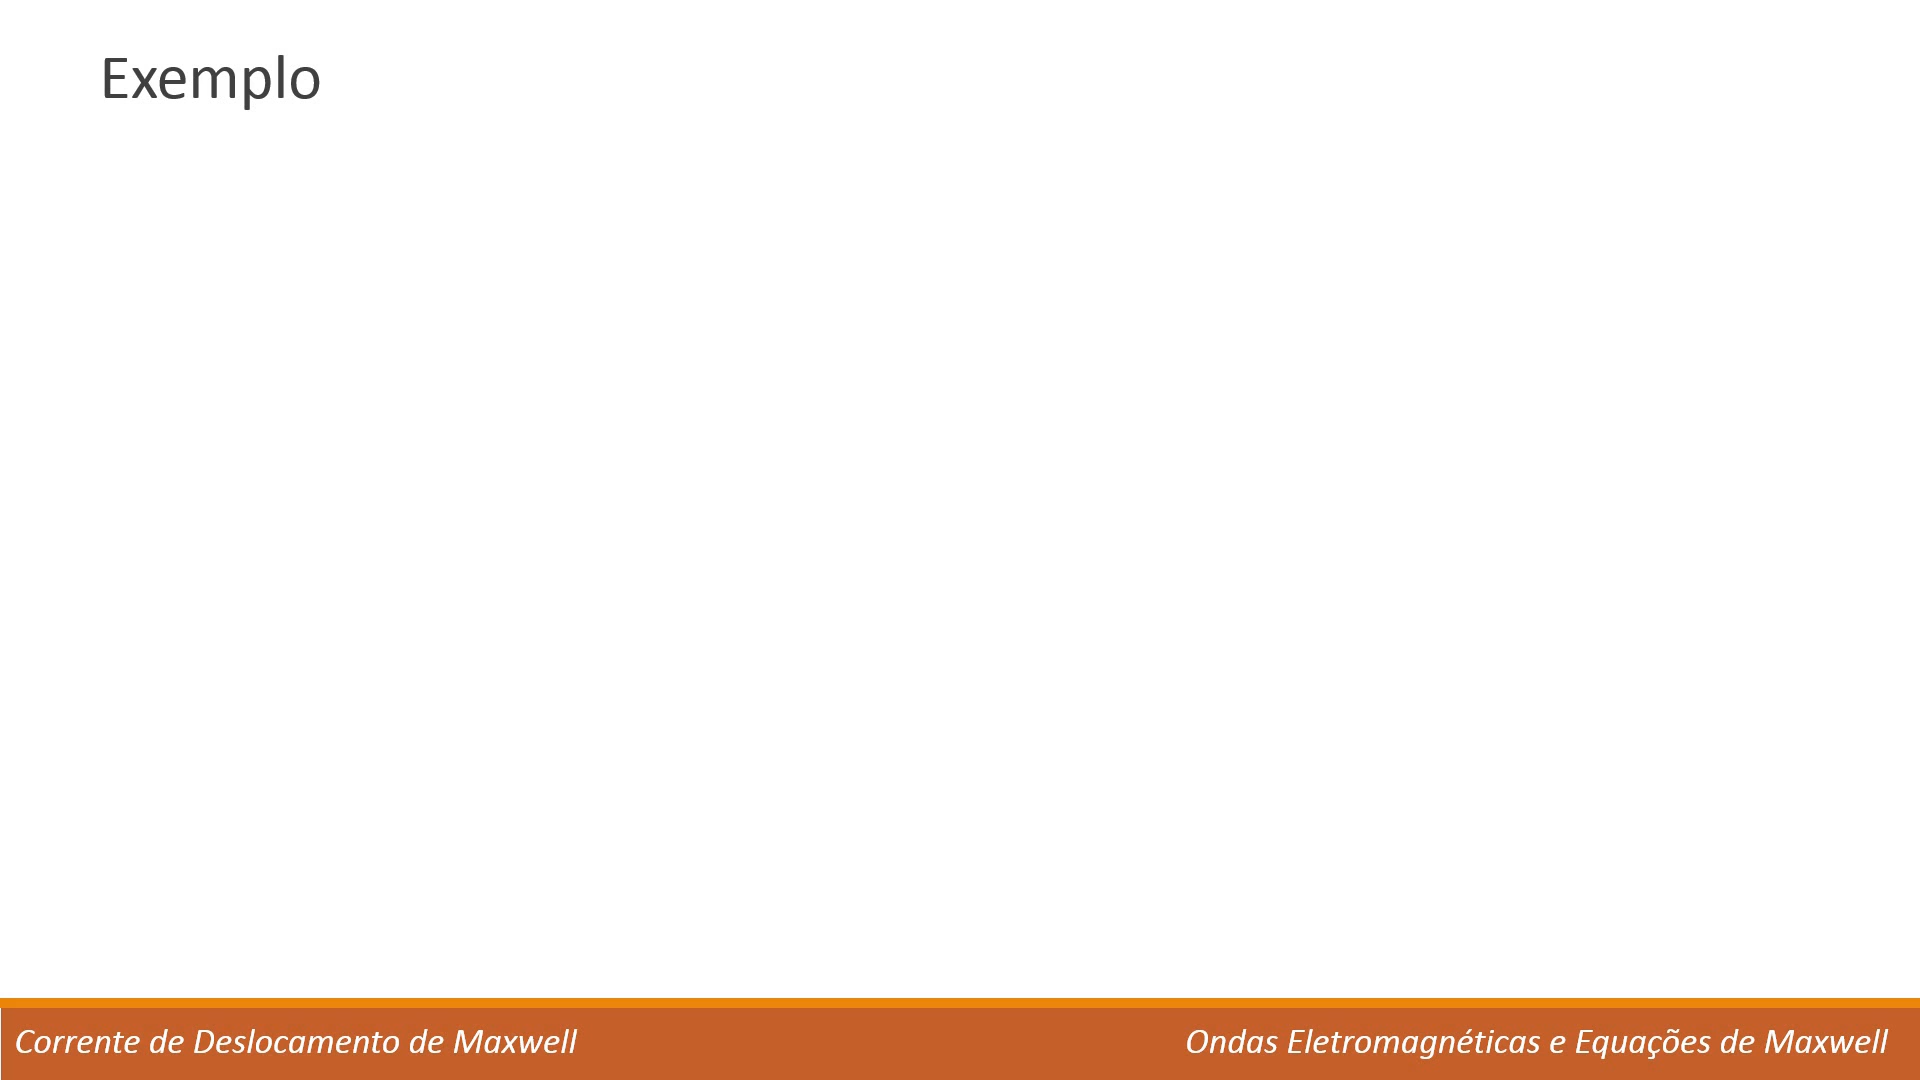 Exemplo
Corrente de Deslocamento de Maxwell
Ondas Eletromagnéticas e Equações de Maxwell